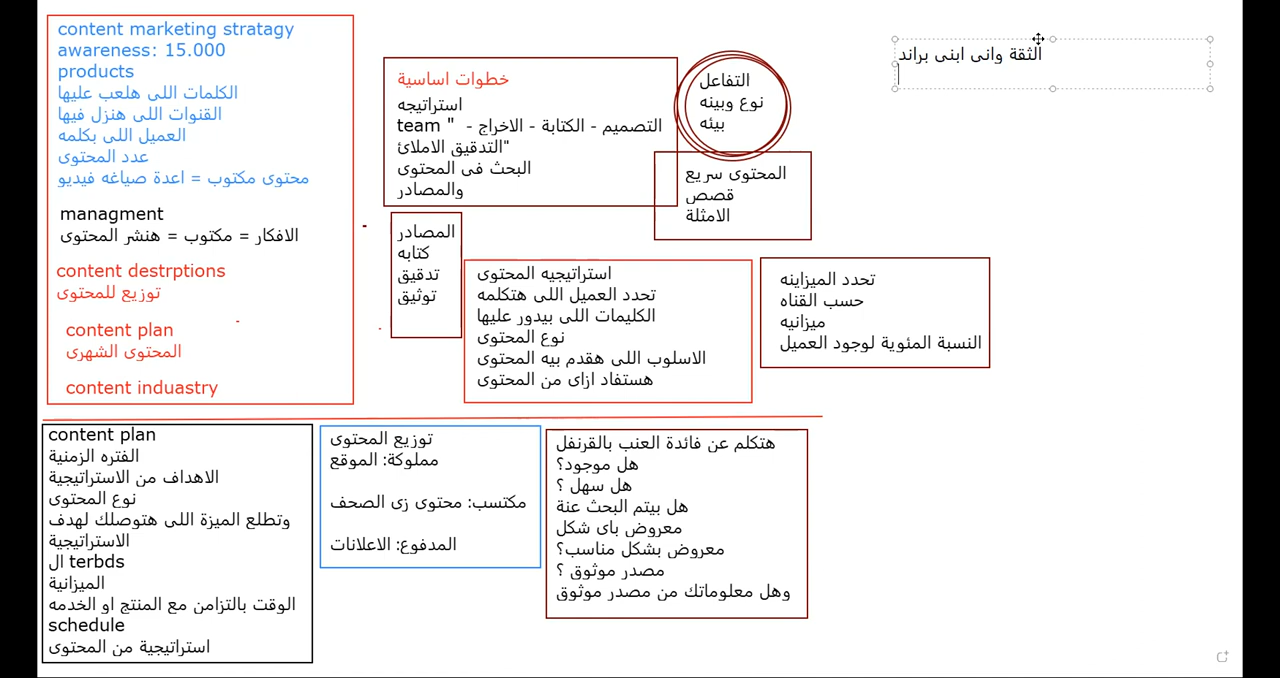 content marketing stratagy
awareness: 15.000
products
الكلمات اللى هلعب عليها
القنوات اللى هنزل فيها
العميل اللى بكلمه
عدد المحتوى
محتوى مكتوب = اعدة صياغه فيديو
managment
الافكار = مكتوب = هنشر المحتوى
content destrptions
توزيع للمحتوى
content plan
المحتوى الشهرى
content induastry
خطوات اساسية
استراتيجه
team " التصميم - الكتابة - الاخراج -
التدقيق الاملائ"
البحث فى المحتوى
والمصادر
التفاعل
نوع وبينه
بيئه
المحتوى سريع
قصص
الامثلة
المصادر
كتابه
تدقيق
توثيق
استراتيجيه المحتوى
تحدد العميل اللى هتكلمه
الكليمات اللى بيدور عليها
نوع المحتوى
الاسلوب اللى هقدم بيه المحتوى
هستفاد ازاى من المحتوى
تحدد الميزاينه
حسب القناه
ميزانيه
النسبة المئوية لوجود العميل
الثقة وانى ابنى براند
content plan
الفتره الزمنية
الاهداف من الاستراتيجية
نوع المحتوى
وتطلع الميزة اللى هتوصلك لهدف
الاستراتيجية
ال terbds
الميزانية
الوقت بالتزامن مع المنتج او الخدمه
schedule
استراتيجية من المحتوى
توزيع المحتوى
مملوكة: الموقع
مكتسب: محتوى زى الصحف
المدفوع: الاعلانات
هتكلم عن فائدة العنب بالقرنفل
هل موجود؟
هل سهل ؟
هل بيتم البحث عنة
معروض باى شكل
معروض بشكل مناسب؟
مصدر موثوق ؟
وهل معلوماتك من مصدر موثوق